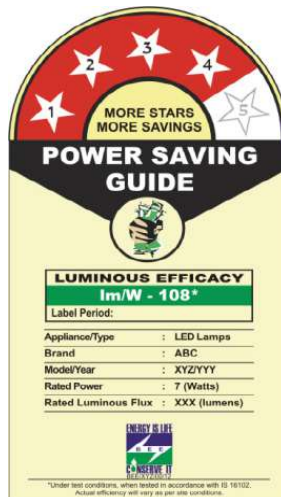 1 2 3 4 5
MORE STARS
MORE SAVINGS
POWER SAVING
GUIDE
LUMINOUS EFFICACY
lm/W - 108*
Label Period:
Appliance/Type : LED Lamps
Brand : ABC
Model/Year : XYZ/YYY
Rated Power : 7 (Watts)
Rated Luminous Flux : XXX (lumens)
ENERGY IS LIFE
BEE
CONSERVE IT
*Under test conditions, when tested in accordance with IS 16102.
Actual efficiency will vary as per site conditions.